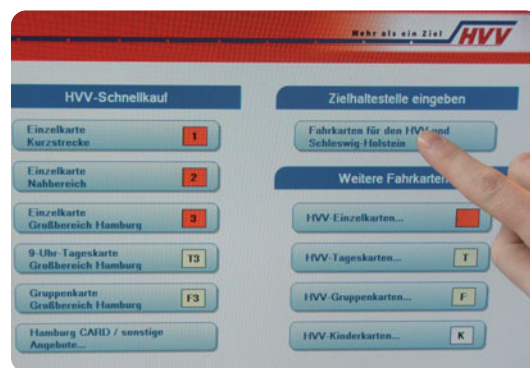 Mehr als ein Ziel
HVV
HVV-Schnellkauf
Einzelkarte
Kurzstrecke
1
Einzelkarte
Nahbereich
2
Einzelkarte
Großbereich Hamburg
3
9-Uhr-Tageskarte
Großbereich Hamburg
T3
Gruppenkarte
Großbereich Hamburg
F3
Hamburg CARD / sonstige
Angebote...
Zielhaltestelle eingeben
Fahrkarten für den HVV und
Schleswig-Holstein
Weitere Fahrkarten
HVV-Einzelkarten...
HVV-Tageskarten...
T
HVV-Gruppenkarten...
F
HVV-Kinderkarten...
K